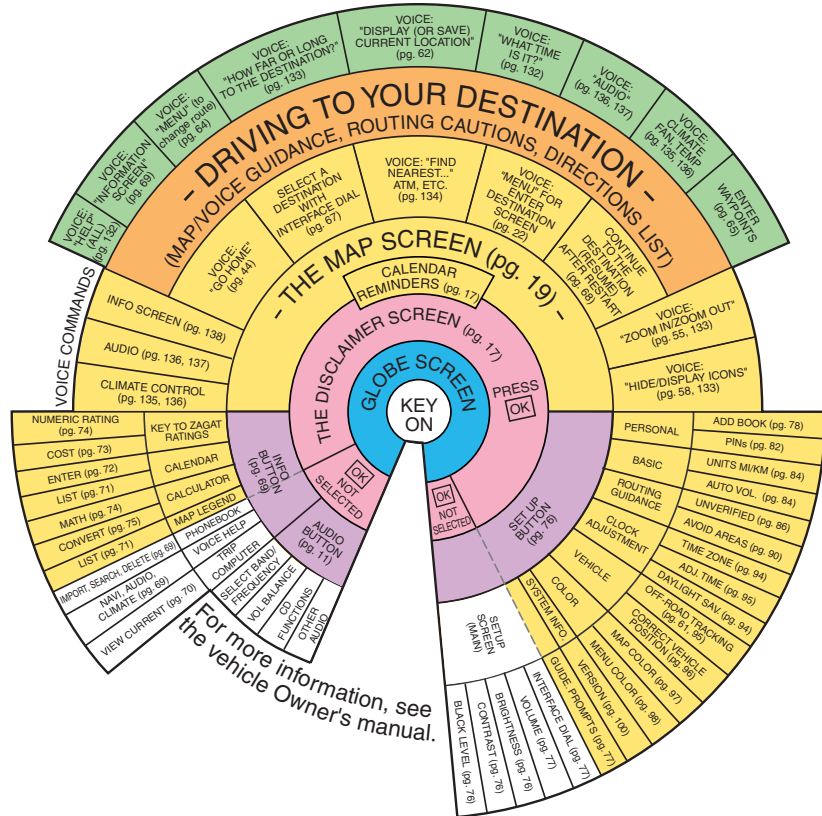 VOICE:
"HELP"
(ALL)
(pg. 132)
VOICE:
"INFORMATION
SCREEN"
(pg. 69)
VOICE:
"MENU" (to
change route)
(pg. 64)
VOICE:
"HOW FAR OR LONG
TO THE DESTINATION?"
(pg. 133)
VOICE:
"DISPLAY (OR SAVE)
CURRENT LOCATION"
(pg. 62)
VOICE:
"WHAT TIME
IS IT?"
(pg. 132)
VOICE:
"AUDIO"
(pg. 136, 137)
VOICE:
CLIMATE
FAN, TEMP
(pg. 135, 136)
ENTER
WAYPOINTS
(pg. 65)
- DRIVING TO YOUR DESTINATION -
(MAP/VOICE GUIDANCE, ROUTING CAUTIONS, DIRECTIONS LIST)
VOICE:
"GO HOME"
(pg. 44)
SELECT A
DESTINATION
WITH
INTERFACE DIAL
(pg. 67)
VOICE: "FIND
NEAREST..."
ATM, ETC.
(pg. 134)
VOICE:
"MENU" FOR
ENTER
DESTINATION
SCREEN
(pg. 22)
CONTINUE
TO THE
DESTINATION
(RESUME)
AFTER RESTART
(pg. 68)
VOICE COMMANDS
INFO SCREEN (pg. 138)
AUDIO (pg. 136, 137)
CLIMATE CONTROL
(pg. 135, 136)
- THE MAP SCREEN (pg. 19) -
CALENDAR
REMINDERS (pg. 17)
VOICE:
"ZOOM IN/ZOOM OUT"
(pg. 55, 133)
VOICE:
"HIDE/DISPLAY ICONS"
(pg. 58, 133)
THE DISCLAIMER SCREEN (pg. 17)
PRESS
OK
GLOBE SCREEN
KEY
ON
NUMERIC RATING
(pg. 74)
COST (pg. 73)
ENTER (pg. 72)
LIST (pg. 71)
MATH (pg. 74)
CONVERT (pg. 75)
LIST (pg. 71)
IMPORT, SEARCH, DELETE (pg. 69)
NAVI, AUDIO,
CLIMATE (pg. 69)
VIEW CURRENT (pg. 70)
KEY TO ZAGAT
RATINGS
CALENDAR
CALCULATOR
MAP LEGEND
PHONEBOOK
VOICE HELP
TRIP
COMPUTER
SELECT BAND/
FREQUENCY
VOL BALANCE
CD
FUNCTIONS
OTHER
AUDIO
INFO
BUTTON
(pg. 69)
AUDIO
BUTTON
(pg. 11)
OK
NOT
SELECTED
OK
NOT
SELECTED
SET UP
BUTTON
(pg. 76)
PERSONAL
BASIC
ROUTING
GUIDANCE
CLOCK
ADJUSTMENT
VEHICLE
COLOR
SYSTEM INFO.
SETUP
SCREEN
(MAIN)
ADD BOOK (pg. 78)
PINs (pg. 82)
UNITS MI/KM (pg. 84)
AUTO VOL. (pg. 84)
UNVERIFIED (pg. 86)
AVOID AREAS (pg. 90)
TIME ZONE (pg. 94)
ADJ. TIME (pg. 95)
DAYLIGHT SAV. (pg. 94)
OFF-ROAD TRACKING
(pg. 61, 95)
CORRECT VEHICLE
POSITION (pg. 96)
MAP COLOR (pg. 97)
MENU COLOR (pg. 98)
VERSION (pg. 100)
GUIDE. PROMPTS (pg. 77)
INTERFACE DIAL (pg. 77)
VOLUME (pg. 77)
BRIGHTNESS (pg. 76)
CONTRAST (pg. 76)
BLACK LEVEL (pg. 76)
For more information, see
the vehicle Owner's manual.